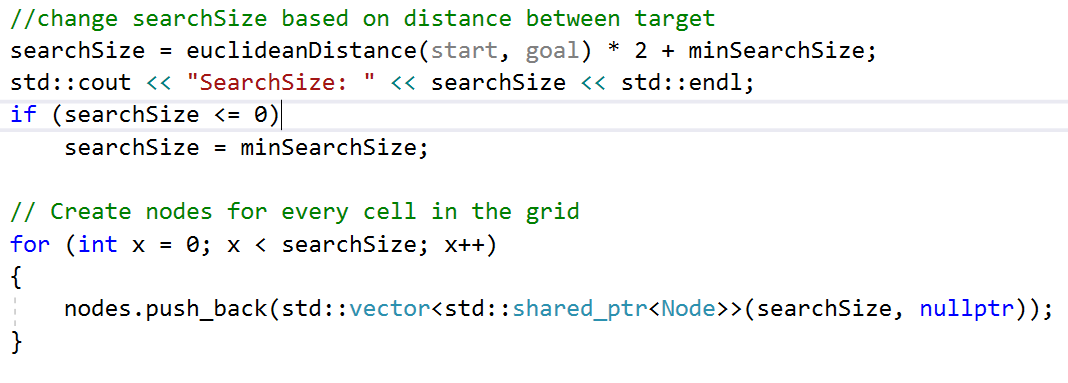 //change searchSize based on distance between target
searchSize = euclideanDistance(start, goal) * 2 + minSearchSize;
std::cout << "SearchSize: " << searchSize << std::endl;
if (searchSize <= 0)
    searchSize = minSearchSize;

// Create nodes for every cell in the grid
for (int x = 0; x < searchSize; x++)
{
    nodes.push_back(std::vector<std::shared_ptr<Node>>(searchSize, nullptr));
}